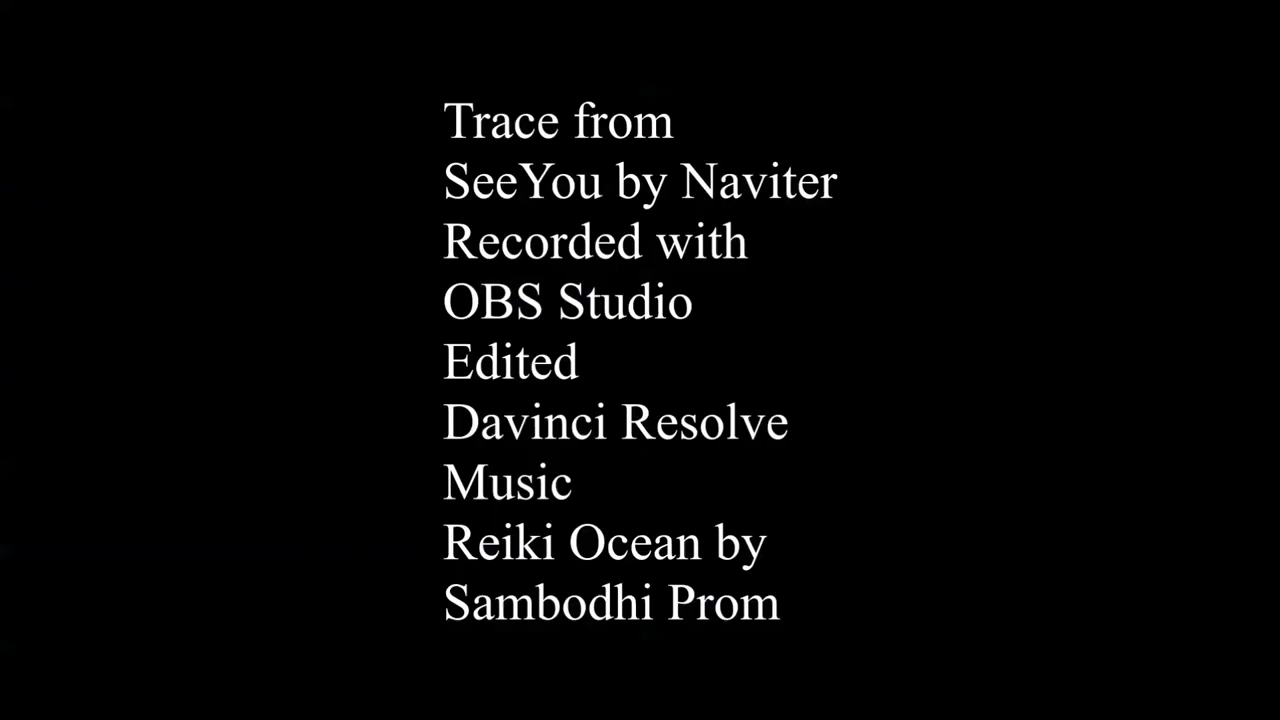 Trace from
SeeYou by Naviter
Recorded with
OBS Studio
Edited
Davinci Resolve
Music
Reiki Ocean by
Sambodhi Prom